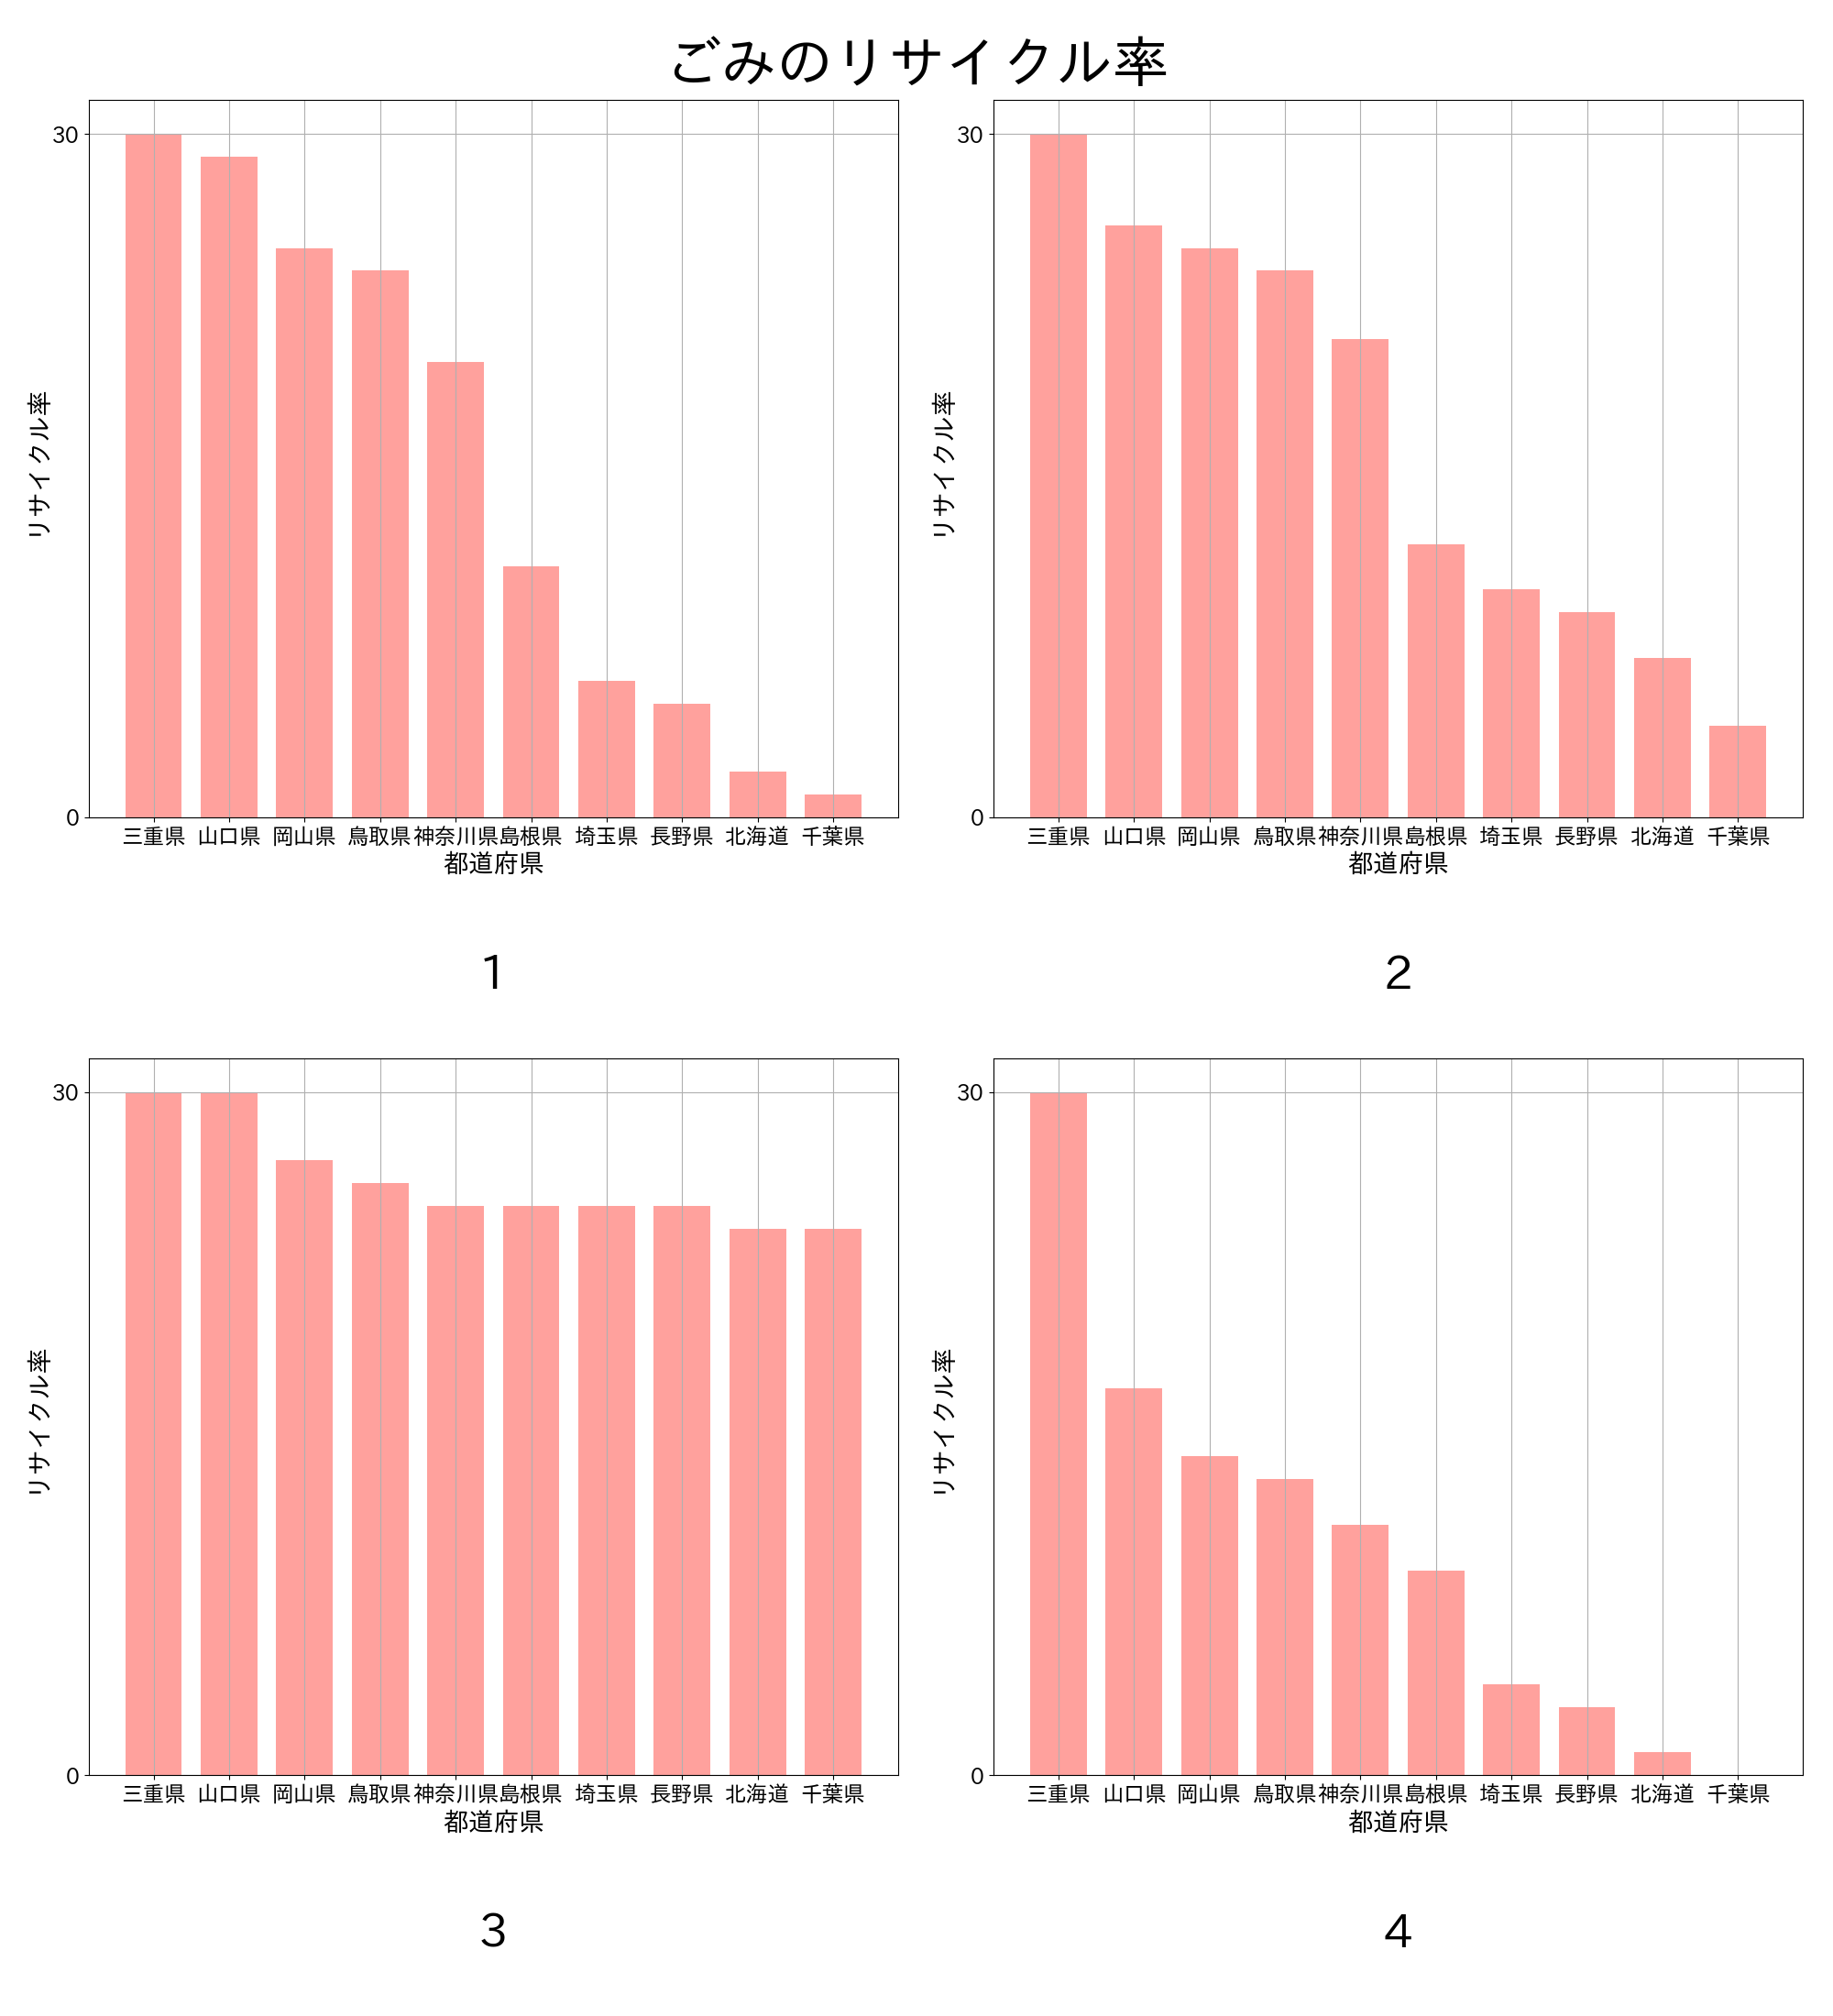 ごみのリサイクル率
30
0
リサイクル率
三重県 山口県 岡山県 鳥取県 神奈川県 島根県 埼玉県 長野県 北海道 千葉県
都道府県
1
30
0
リサイクル率
三重県 山口県 岡山県 鳥取県 神奈川県 島根県 埼玉県 長野県 北海道 千葉県
都道府県
2
30
0
リサイクル率
三重県 山口県 岡山県 鳥取県 神奈川県 島根県 埼玉県 長野県 北海道 千葉県
都道府県
3
30
0
リサイクル率
三重県 山口県 岡山県 鳥取県 神奈川県 島根県 埼玉県 長野県 北海道 千葉県
都道府県
4